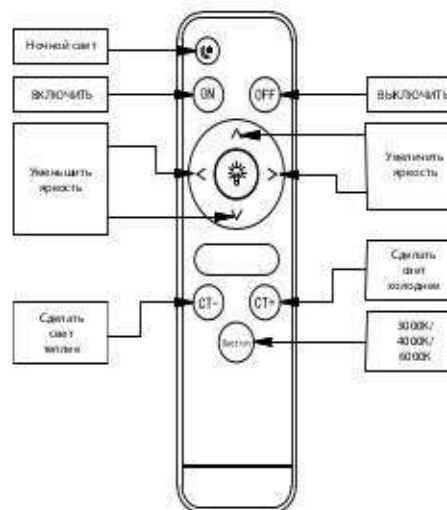 Ночной свет
ВКЛЮЧИТЬ
ON
OFF
ВЫКЛЮЧИТЬ
Уменьшить
яркость
Увеличить
яркость
Сделать
свет
холоднее
CT-
CT+
Сделать
свет
теплее
Section
3000K/
4000K/
6000K